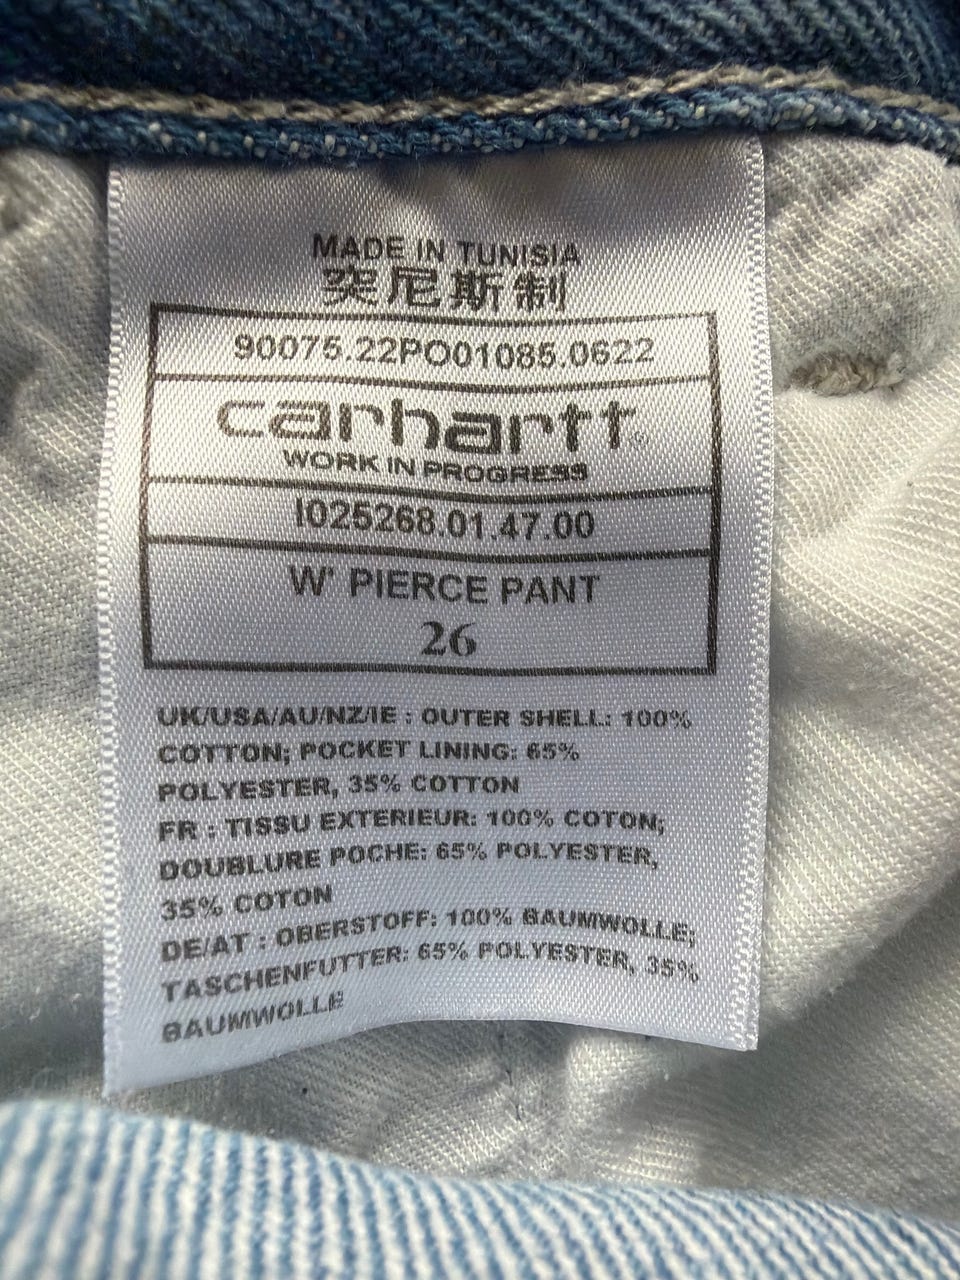 MADE IN TUNISIA
突尼斯制
90075.22PO01085.0622
carhartt®
WORK IN PROGRESS
I025268.01.47.00
W' PIERCE PANT
26
UK/USA/AU/NZ/IE : OUTER SHELL: 100%
COTTON; POCKET LINING: 65%
POLYESTER, 35% COTTON
FR : TISSU EXTERIEUR: 100% COTON;
DOUBLURE POCHE: 65% POLYESTER,
35% COTON
DE/AT : OBERSTOFF: 100% BAUMWOLLE;
TASCHENFUTTER: 65% POLYESTER, 35%
BAUMWOLLE